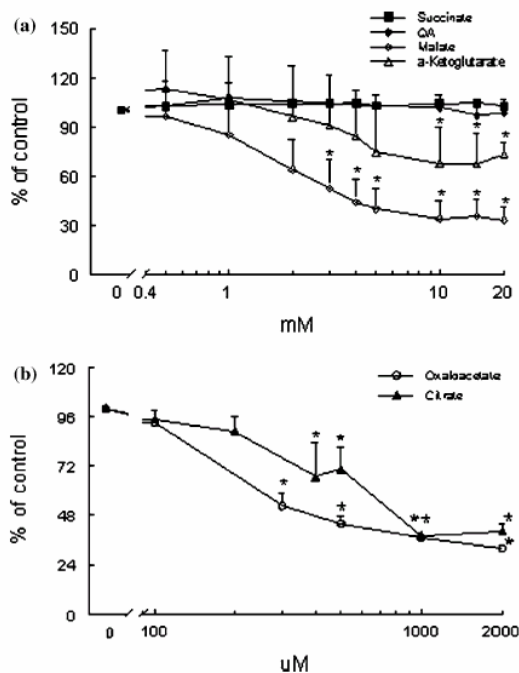 (a)
Succinate
QA
Malate
a-Ketoglutarate
150
120
90
60
30
0
% of control
* * * * * *
* * *
0 0.4 1 10 20
mM
(b)
Oxaloacetate
Citrate
120
96
72
48
24
0
% of control
* *
* +
*+ *
*
0 100 1000 2000
uM